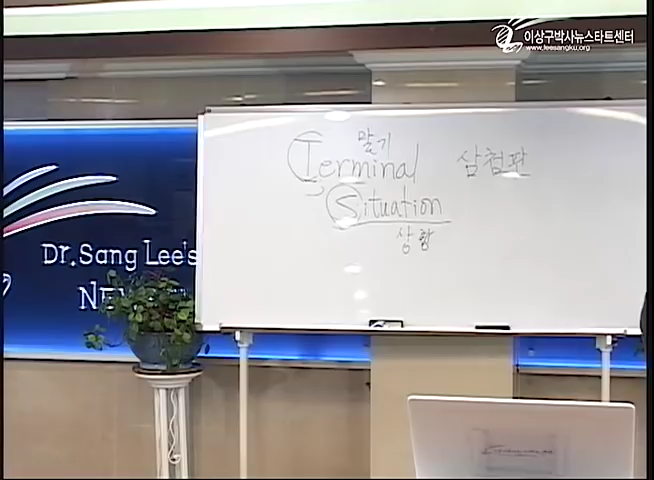 이상구박사뉴스타트센터
www.leesangku.org
말기
Terminal 삼첨판
Situation
상황
Dr.Sang Lee's